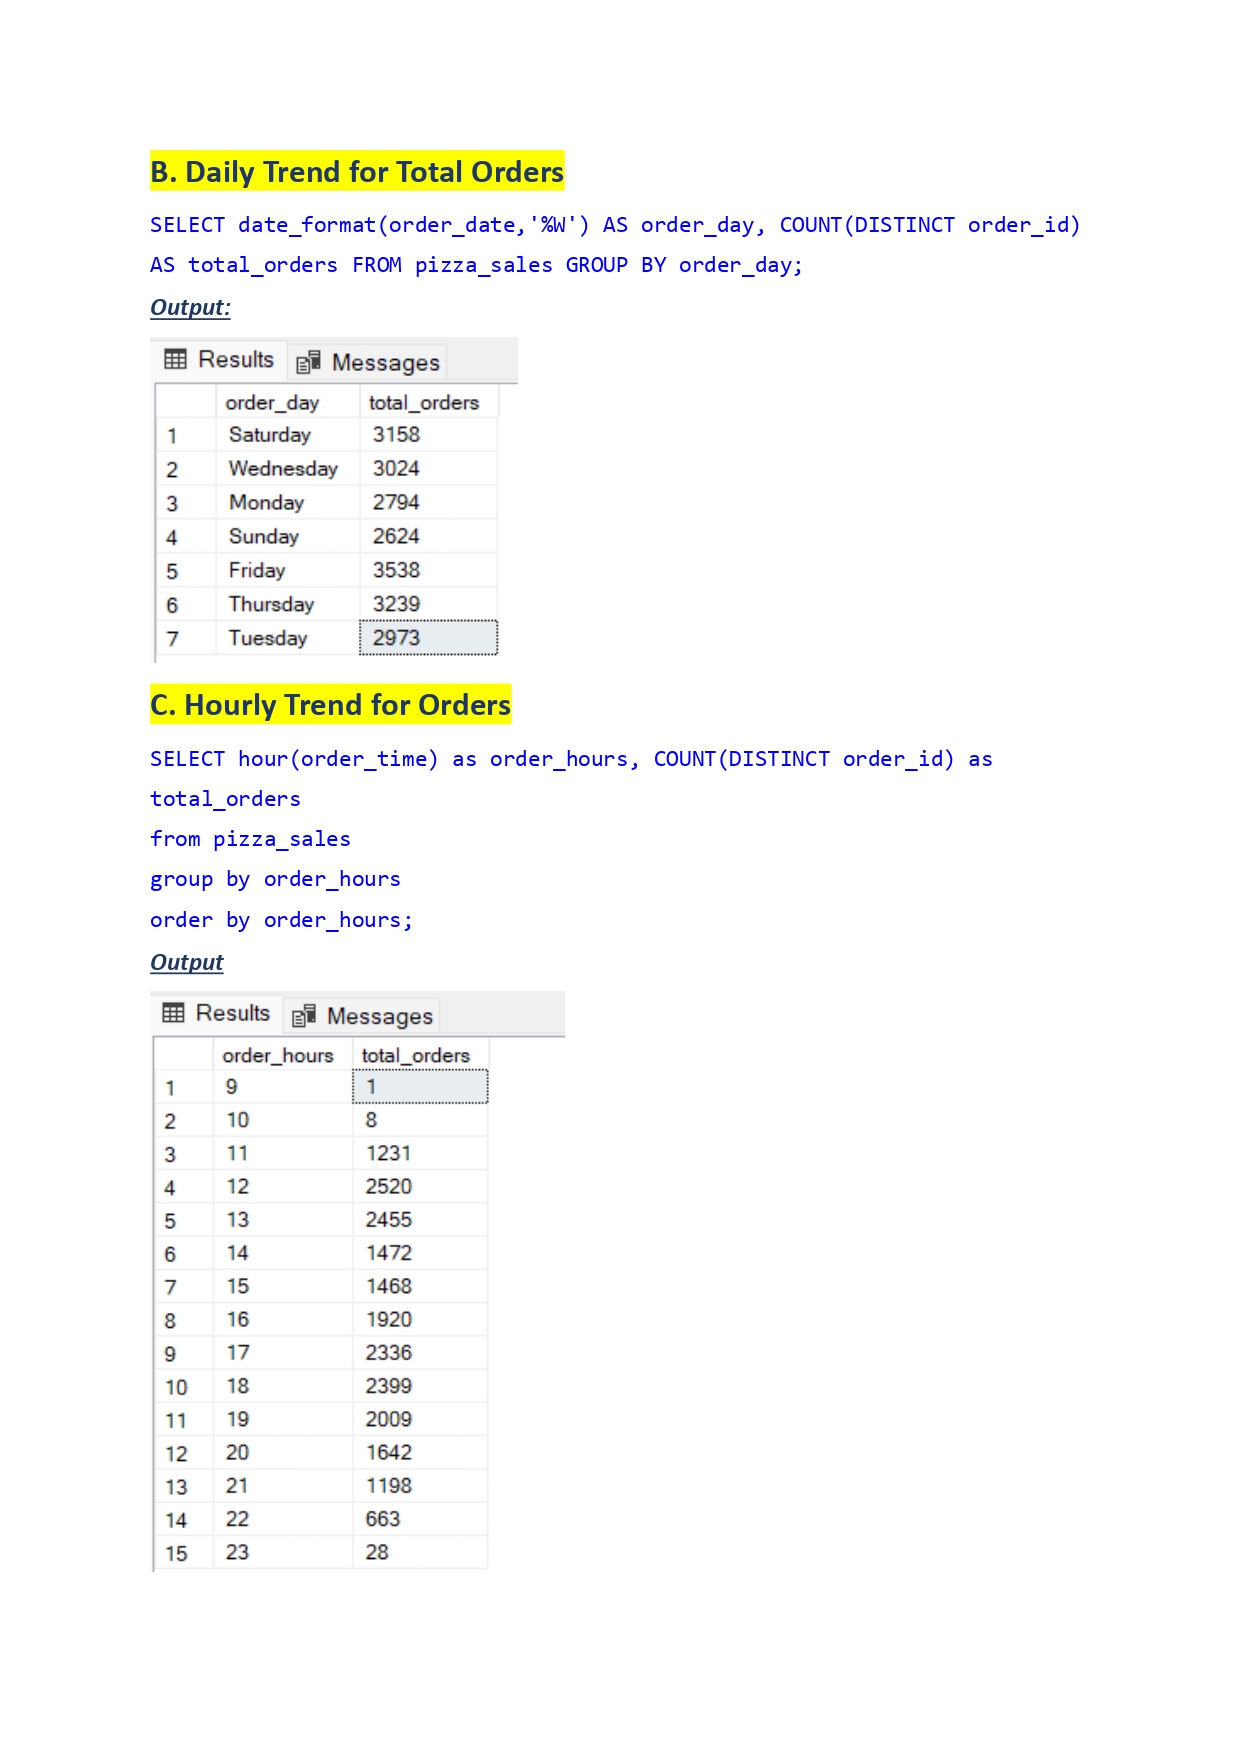 B. Daily Trend for Total Orders
SELECT date_format(order_date,'%W') AS order_day, COUNT(DISTINCT order_id)
AS total_orders FROM pizza_sales GROUP BY order_day;
Output:
Results Messages
order_day total_orders
1 Saturday 3158
2 Wednesday 3024
3 Monday 2794
4 Sunday 2624
5 Friday 3538
6 Thursday 3239
7 Tuesday 2973
C. Hourly Trend for Orders
SELECT hour(order_time) as order_hours, COUNT(DISTINCT order_id) as
total_orders
from pizza_sales
group by order_hours
order by order_hours;
Output
Results Messages
order_hours total_orders
1 9 1
2 10 8
3 11 1231
4 12 2520
5 13 2455
6 14 1472
7 15 1468
8 16 1920
9 17 2336
10 18 2399
11 19 2009
12 20 1642
13 21 1198
14 22 663
15 23 28